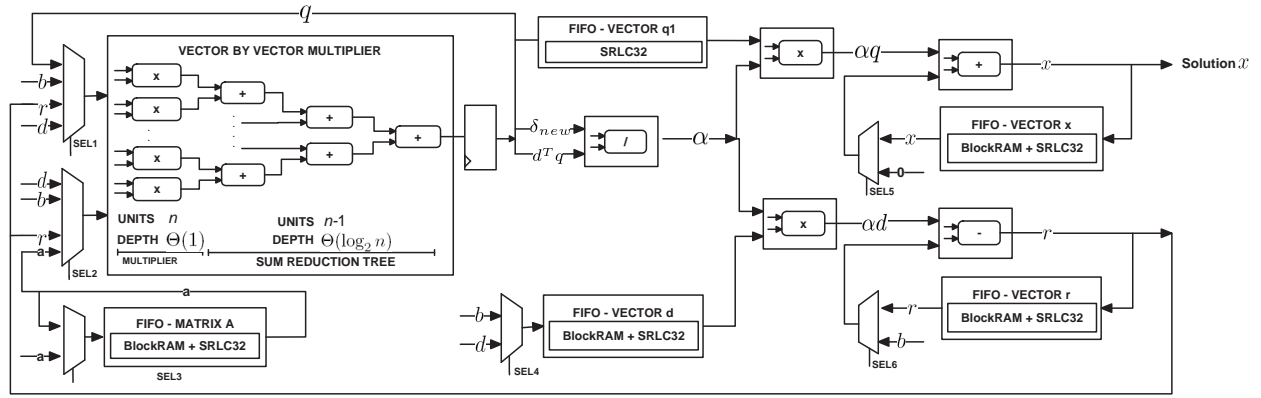 q
b
r
d
SEL1
VECTOR BY VECTOR MULTIPLIER
x
+
x
+
+
x
+
+
x
UNITS n
DEPTH Θ(1)
MULTIPLIER
UNITS n-1
DEPTH Θ(log₂ n)
SUM REDUCTION TREE
d
b
r
a
SEL2
a
a
SEL3
FIFO - MATRIX A
BlockRAM + SRLC32
FIFO - VECTOR q1
SRLC32
δnew
dᵀq
/
α
x
αq
+
x
Solution x
FIFO - VECTOR x
BlockRAM + SRLC32
x
0
SEL5
x
αd
-
r
FIFO - VECTOR r
BlockRAM + SRLC32
r
b
SEL6
b
d
SEL4
FIFO - VECTOR d
BlockRAM + SRLC32